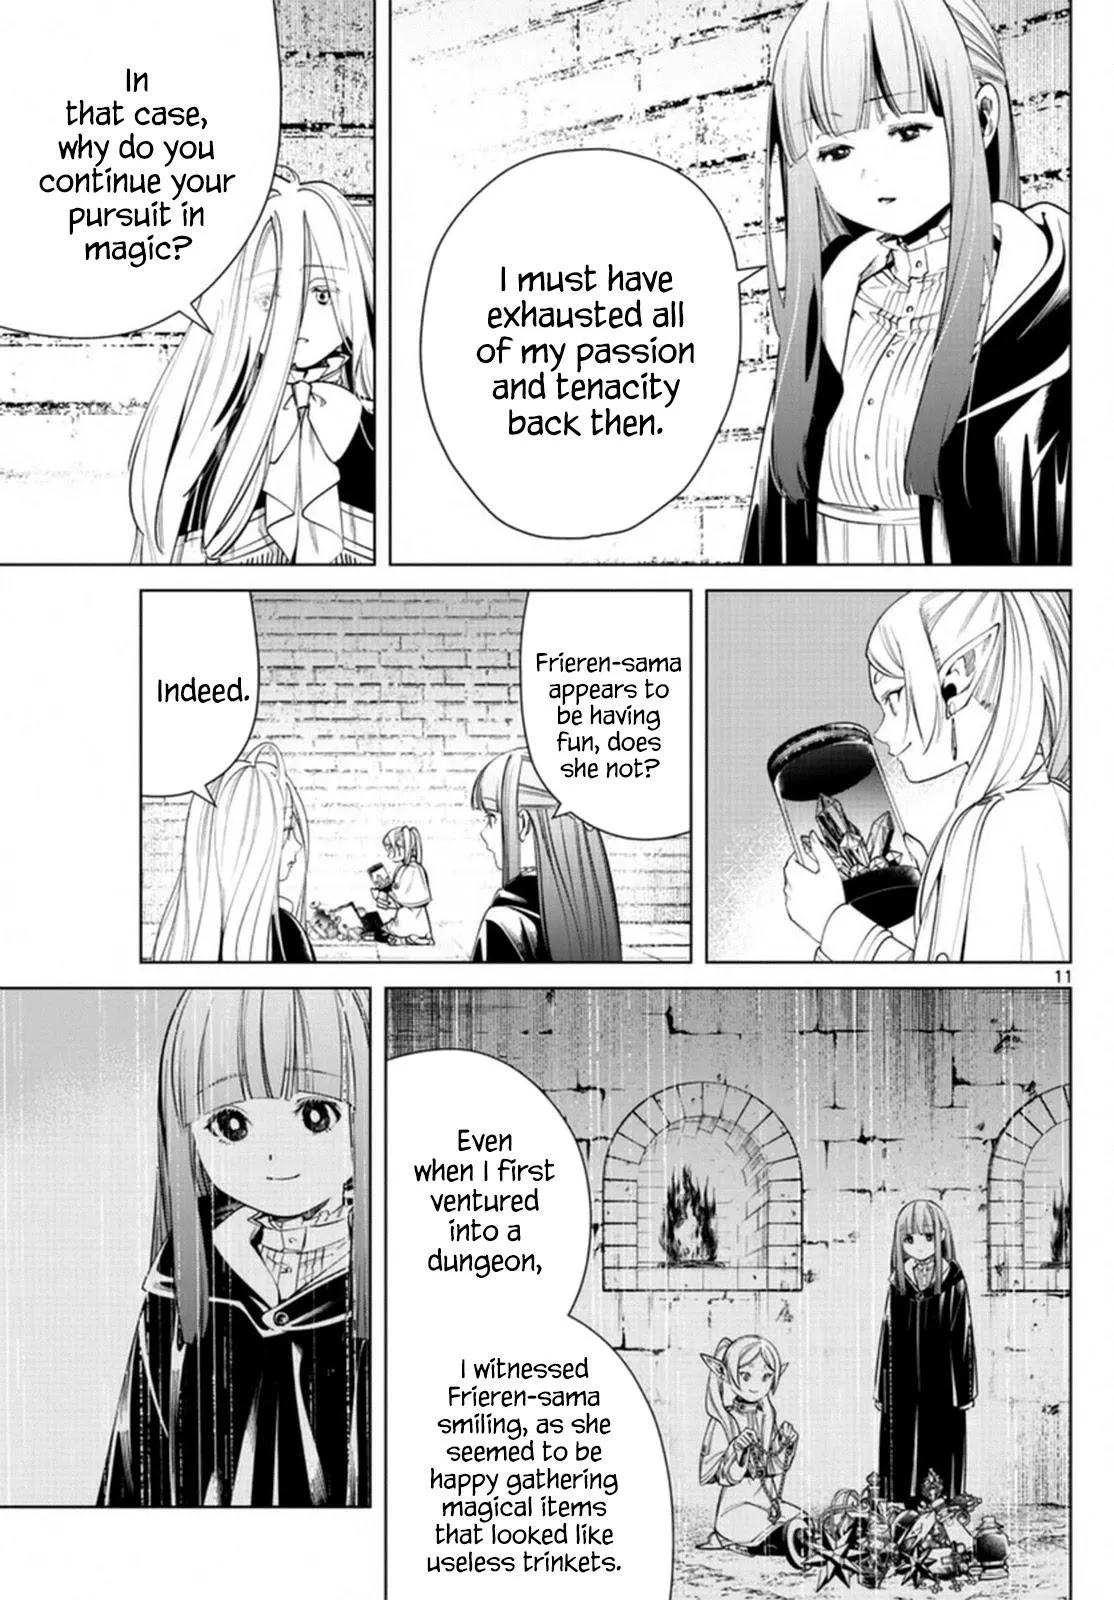 I must have
exhausted all
of my passion
and tenacity
back then.
In
that case,
why do you
continue your
pursuit in
magic?
Frieren-sama
appears to
be having
fun, does
she not?
Indeed.
11
Even
when I first
ventured
into a
dungeon,
I witnessed
Frieren-sama
smiling, as she
seemed to be
happy gathering
magical items
that looked like
useless trinkets.